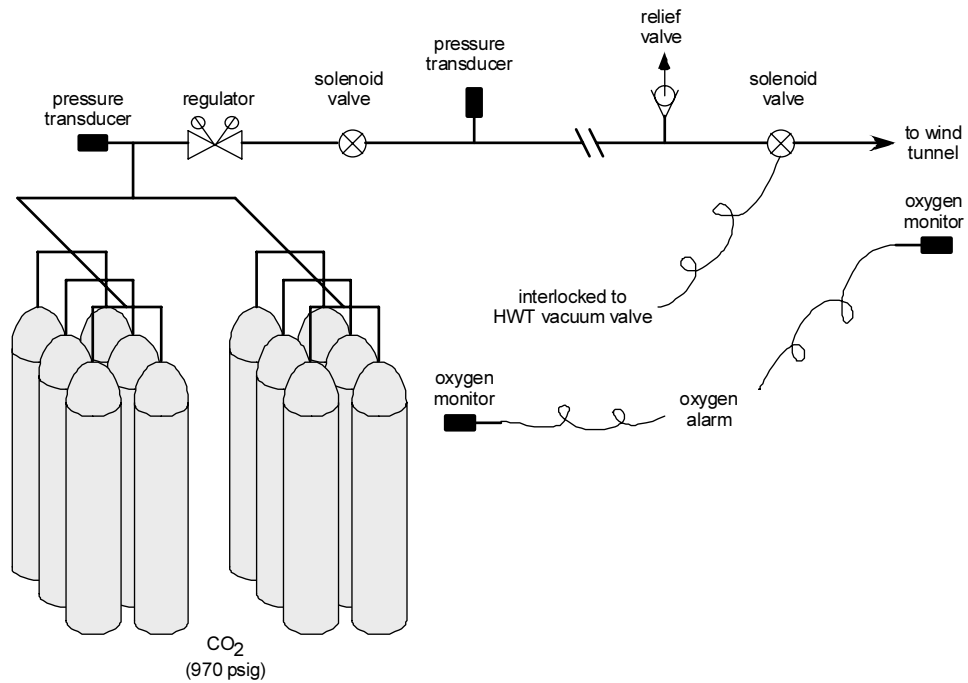 relief
valve
pressure
transducer
solenoid
valve
solenoid
valve
pressure
transducer
regulator
to wind
tunnel
oxygen
monitor
interlocked to
HWT vacuum valve
oxygen
monitor
oxygen
alarm
CO2
(970 psig)